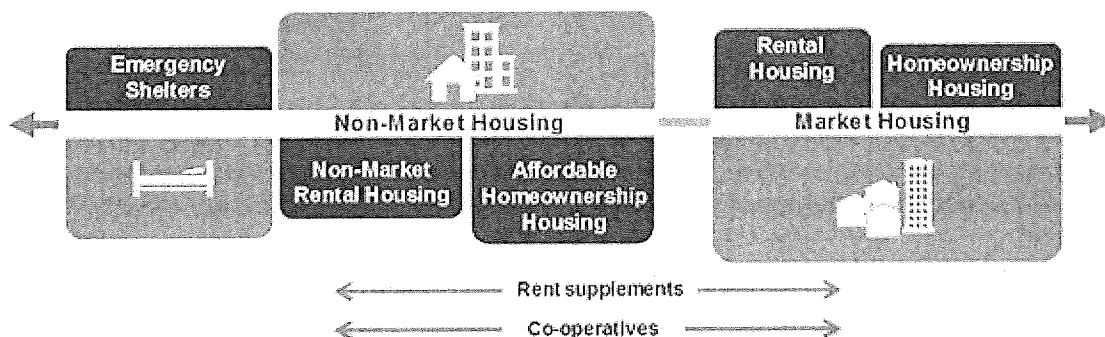 Emergency
Shelters
Rental
Housing
Homeownership
Housing
Non-Market Housing
Market Housing
Non-Market
Rental Housing
Affordable
Homeownership
Housing
Rent supplements
Co-operatives